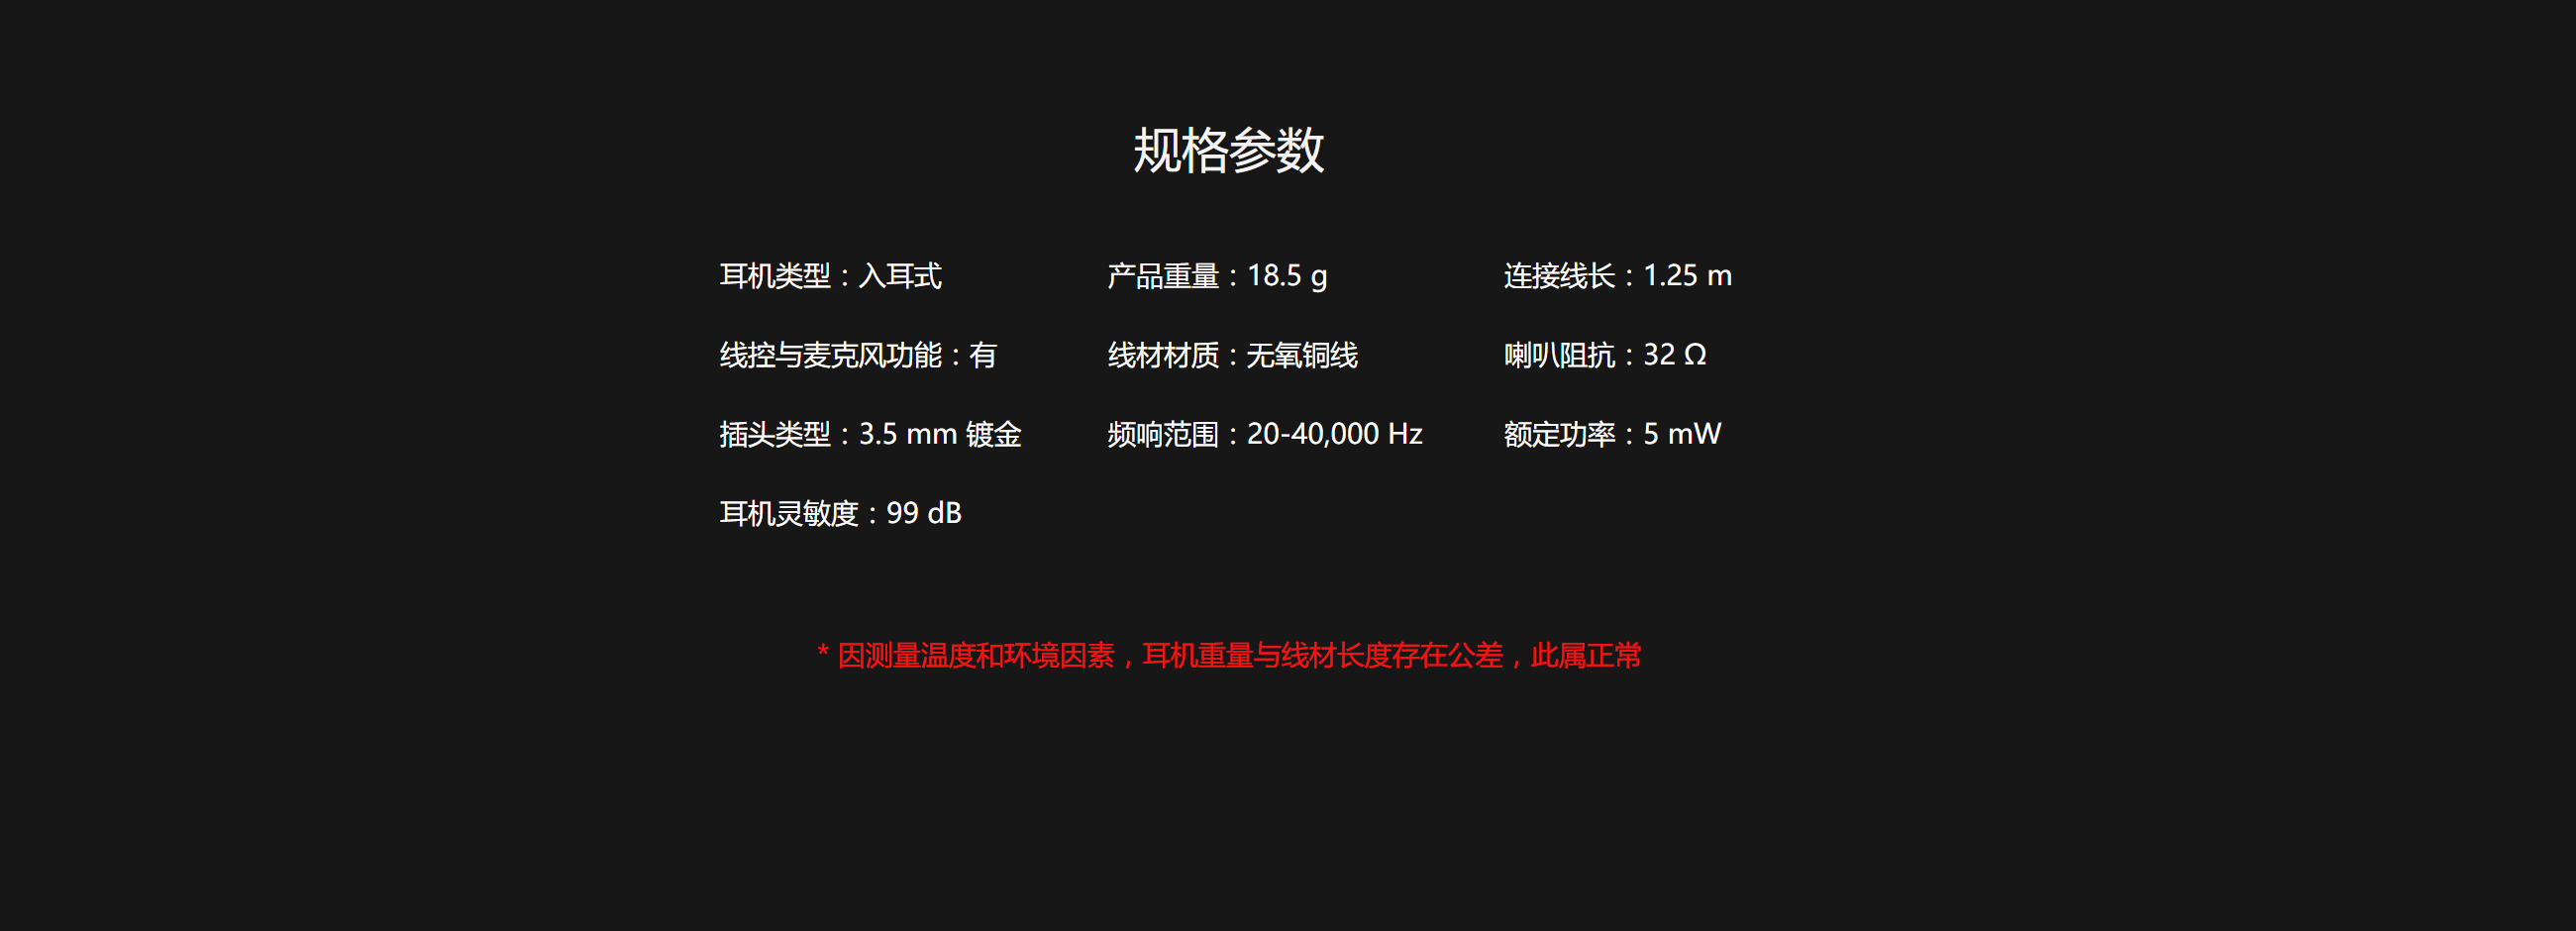 规格参数
耳机类型：入耳式 产品重量：18.5 g 连接线长：1.25 m
线控与麦克风功能：有 线材材质：无氧铜线 喇叭阻抗：32 Ω
插头类型：3.5 mm 镀金 频响范围：20-40,000 Hz 额定功率：5 mW
耳机灵敏度：99 dB
* 因测量温度和环境因素，耳机重量与线材长度存在公差，此属正常